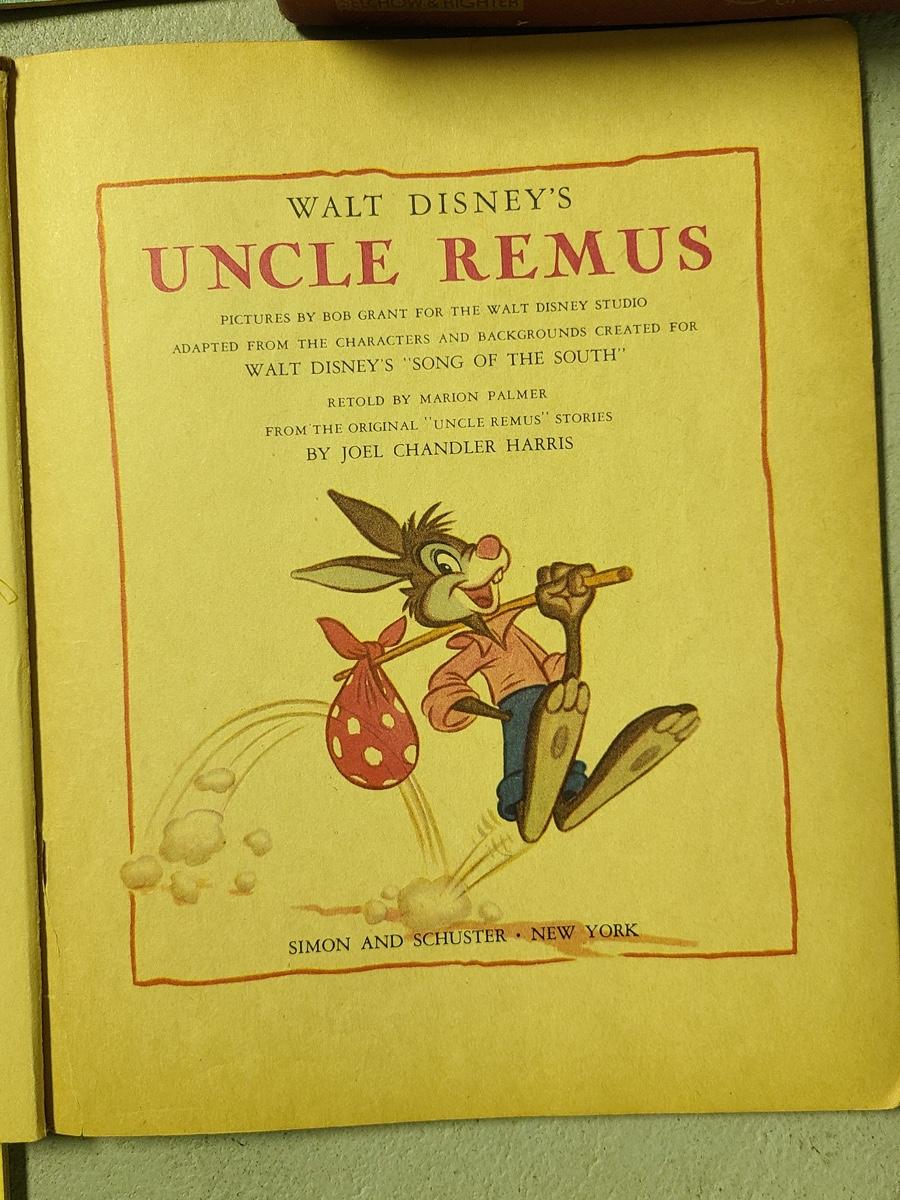 SELCHOW & RIGHTER
WALT DISNEY'S
UNCLE REMUS
PICTURES BY BOB GRANT FOR THE WALT DISNEY STUDIO
ADAPTED FROM THE CHARACTERS AND BACKGROUNDS CREATED FOR
WALT DISNEY'S "SONG OF THE SOUTH"
RETOLD BY MARION PALMER
FROM THE ORIGINAL "UNCLE REMUS" STORIES
BY JOEL CHANDLER HARRIS
SIMON AND SCHUSTER · NEW YORK